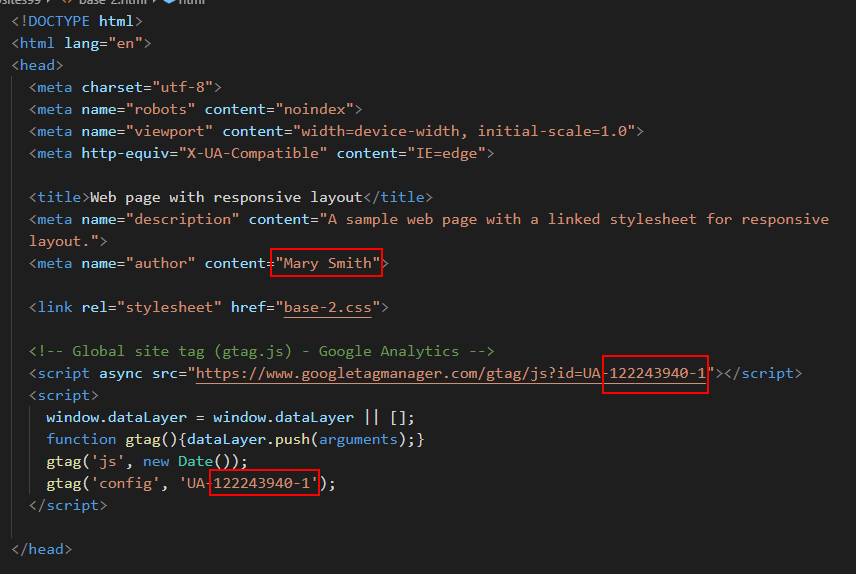 base-2.html > html
<!DOCTYPE html>
<html lang="en">
<head>
<meta charset="utf-8">
<meta name="robots" content="noindex">
<meta name="viewport" content="width=device-width, initial-scale=1.0">
<meta http-equiv="X-UA-Compatible" content="IE=edge">
<title>Web page with responsive layout</title>
<meta name="description" content="A sample web page with a linked stylesheet for responsive
layout.">
<meta name="author" content="Mary Smith">
<link rel="stylesheet" href="base-2.css">
<!-- Global site tag (gtag.js) - Google Analytics -->
<script async src="https://www.googletagmanager.com/gtag/js?id=UA-122243940-1"></script>
<script>
window.dataLayer = window.dataLayer || [];
function gtag(){dataLayer.push(arguments);}
gtag('js', new Date());
gtag('config', 'UA-122243940-1');
</script>
</head>